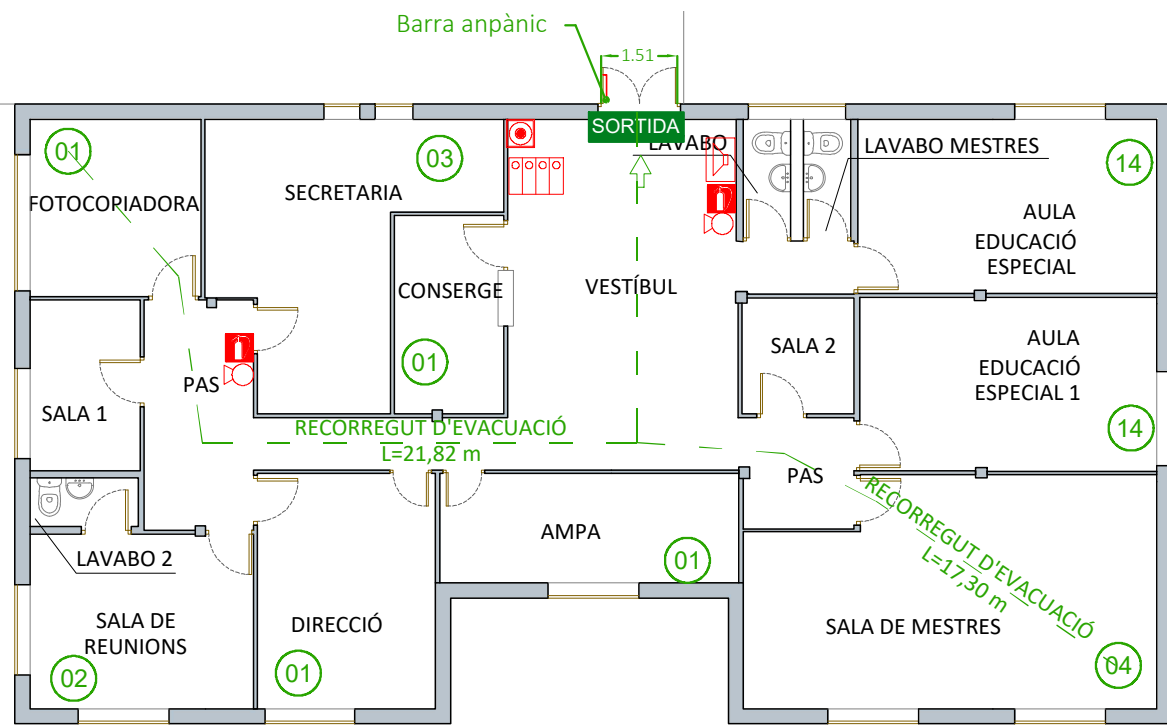 Barra anpànic
1.51
SORTIDA
01
FOTOCOPIADORA
03
SECRETARIA
LAVABO
LAVABO MESTRES
14
AULA
EDUCACIÓ
ESPECIAL
CONSERGE
01
VESTÍBUL
SALA 2
AULA
EDUCACIÓ
ESPECIAL 1
14
PAS
SALA 1
RECORREGUT D'EVACUACIÓ
L=21,82 m
PAS
RECORREGUT D'EVACUACIÓ
L=17,30 m
AMPA
01
LAVABO 2
SALA DE
REUNIONS
02
DIRECCIÓ
01
SALA DE MESTRES
04